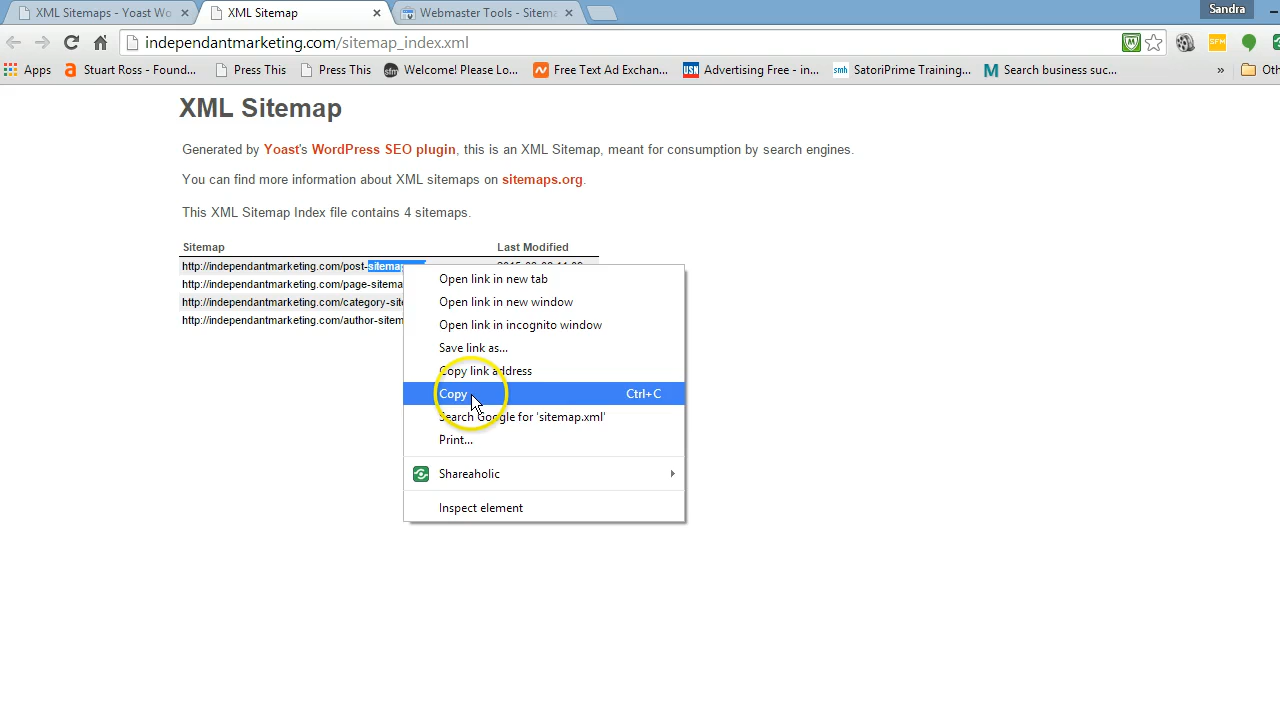 XML Sitemaps - Yoast Wo
XML Sitemap
Webmaster Tools - Sitema
Sandra
independantmarketing.com/sitemap_index.xml
Apps
Stuart Ross - Found...
Press This
Press This
Welcome! Please Lo...
Free Text Ad Exchan...
Advertising Free - in...
SatoriPrime Training...
Search business suc...
»
Oth
XML Sitemap
Generated by Yoast's WordPress SEO plugin, this is an XML Sitemap, meant for consumption by search engines.
You can find more information about XML sitemaps on sitemaps.org.
This XML Sitemap Index file contains 4 sitemaps.
Sitemap Last Modified
http://independantmarketing.com/post-sitemap
http://independantmarketing.com/page-sitema
http://independantmarketing.com/category-site
http://independantmarketing.com/author-sitem
Open link in new tab
Open link in new window
Open link in incognito window
Save link as...
Copy link address
Copy Ctrl+C
Search Google for 'sitemap.xml'
Print...
Shareaholic
Inspect element